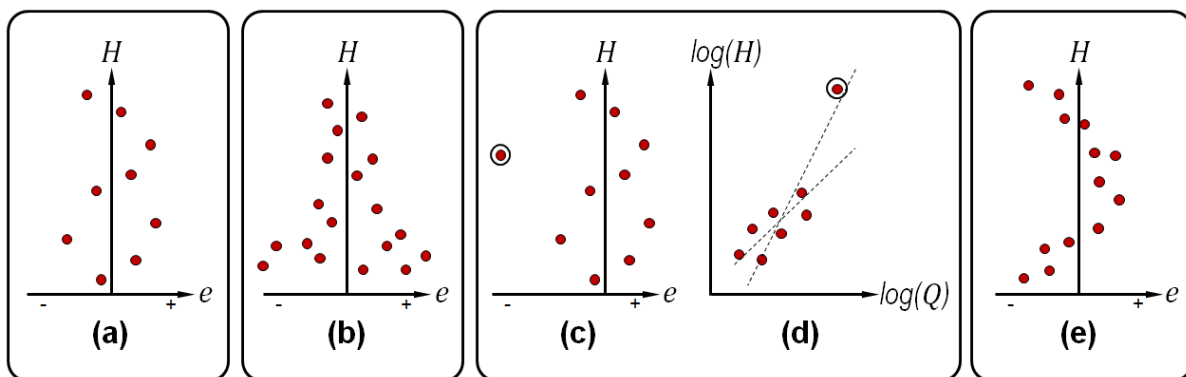 H
- + e
(a)
H
- + e
(b)
H
- + e
(c)
log(H)
log(Q)
(d)
H
- + e
(e)